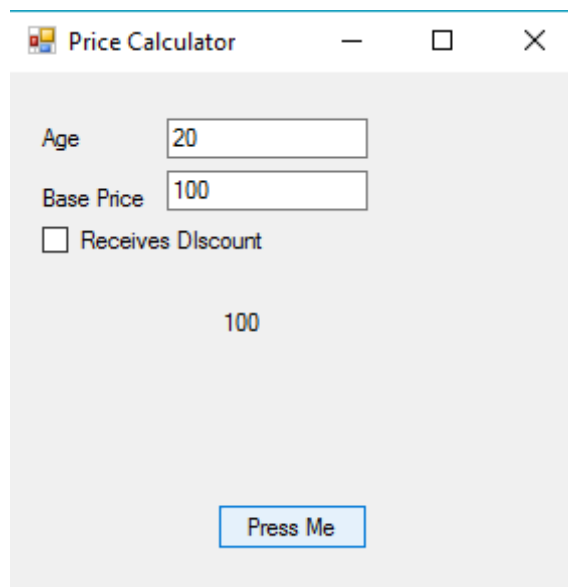 Price Calculator
Age 20
Base Price 100
Receives DIscount
100
Press Me